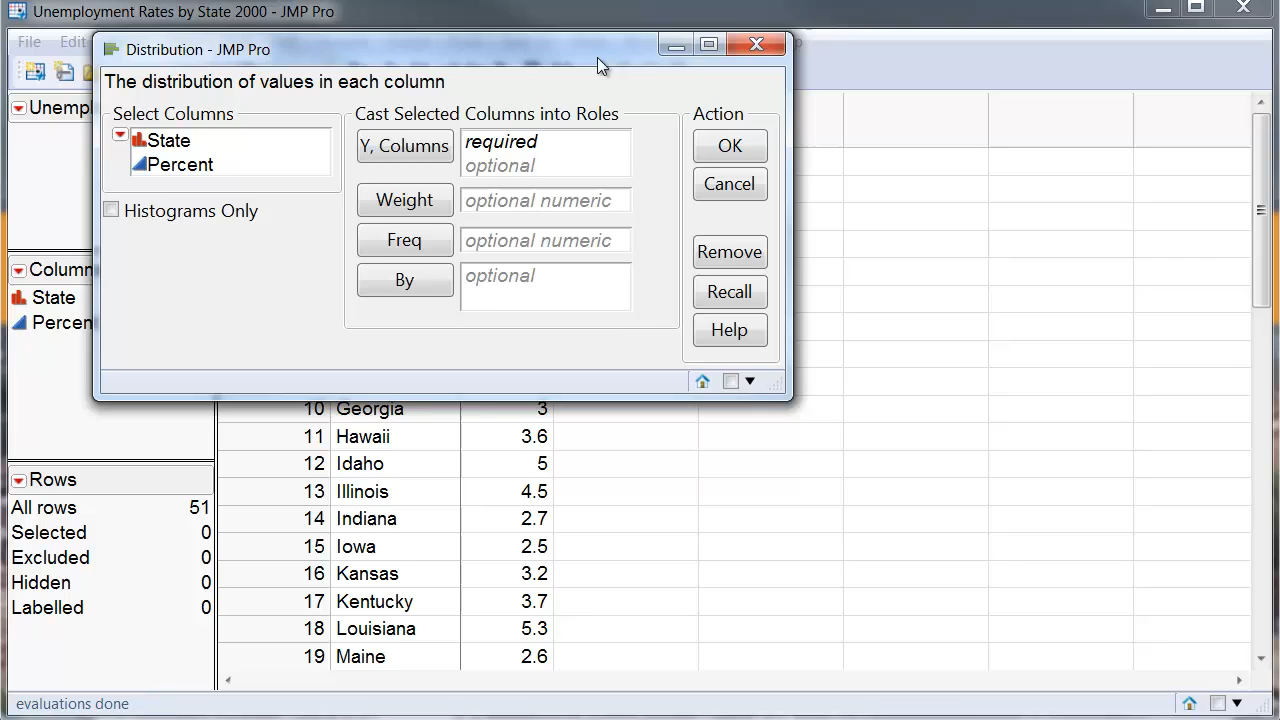 Unemployment Rates by State 2000 - JMP Pro
File Edit
Distribution - JMP Pro
The distribution of values in each column
Select Columns
State
Percent
Histograms Only
Cast Selected Columns into Roles
Y, Columns
required
optional
Weight
optional numeric
Freq
optional numeric
By
optional
Action
OK
Cancel
Remove
Recall
Help
Unemp
Column
State
Percen
10 Georgia 3
11 Hawaii 3.6
12 Idaho 5
13 Illinois 4.5
14 Indiana 2.7
15 Iowa 2.5
16 Kansas 3.2
17 Kentucky 3.7
18 Louisiana 5.3
19 Maine 2.6
Rows
All rows 51
Selected 0
Excluded 0
Hidden 0
Labelled 0
evaluations done